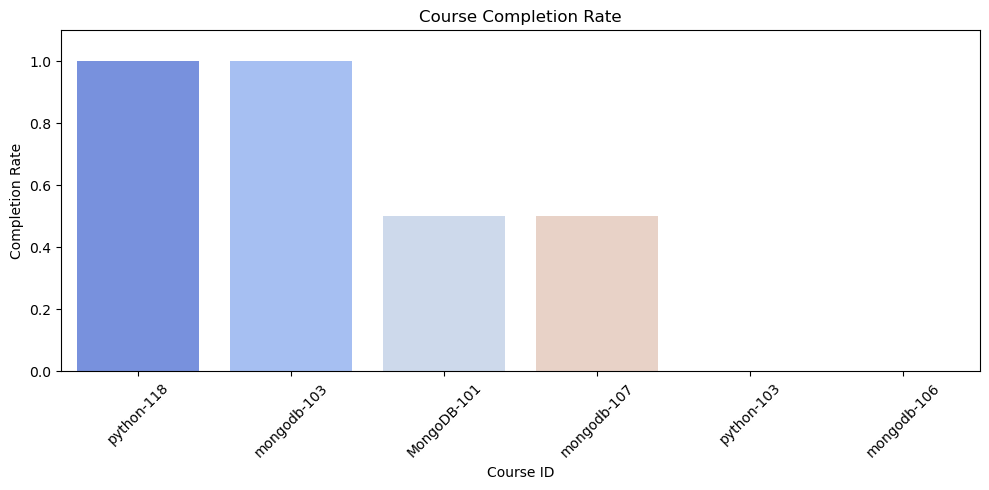 Course Completion Rate
Completion Rate
1.0
0.8
0.6
0.4
0.2
0.0
python-118
mongodb-103
MongoDB-101
mongodb-107
python-103
mongodb-106
Course ID